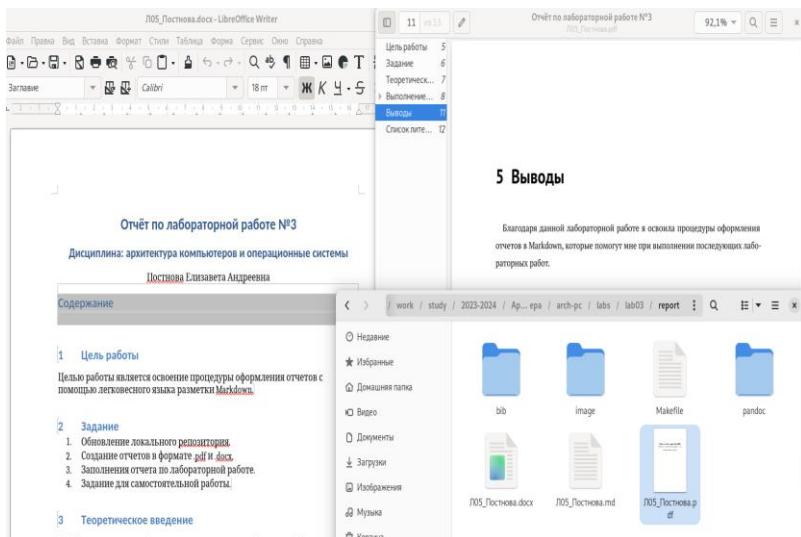 Л05_Постнова.docx - LibreOffice Writer
Файл Правка Вид Вставка Формат Стили Таблица Форма Сервис Окно Справка
Заглавие
Calibri
18 пт
Ж К Ч S
Отчёт по лабораторной работе №3
Дисциплина: архитектура компьютеров и операционные системы
Постнова Елизавета Андреевна
Содержание
1 Цель работы
Целью работы является освоение процедуры оформления отчетов с
помощью легковесного языка разметки Markdown.
2 Задание
1. Обновление локального репозитория.
2. Создание отчетов в формате .pdf и .docx.
3. Заполнения отчета по лабораторной работе.
4. Задание для самостоятельной работы.
3 Теоретическое введение
11 из 13
Отчёт по лабораторной работе №3
Л05_Постнова.pdf
92,1%
Цель работы 5
Задание 6
Теоретическ... 7
Выполнение... 8
Выводы 11
Список лите... 12
5 Выводы
Благодаря данной лабораторной работе я освоила процедуры оформления
отчетов в Markdown, которые помогут мне при выполнении последующих лабо-
раторных работ.
/ work / study / 2023-2024 / Ар... ера / arch-pc / labs / lab03 / report
Недавние
Избранные
Домашняя папка
Видео
Документы
Загрузки
Изображения
Музыка
Корзина
bib
image
Makefile
pandoc
Л05_Постнова.docx
Л05_Постнова.md
Л05_Постнова.p
df